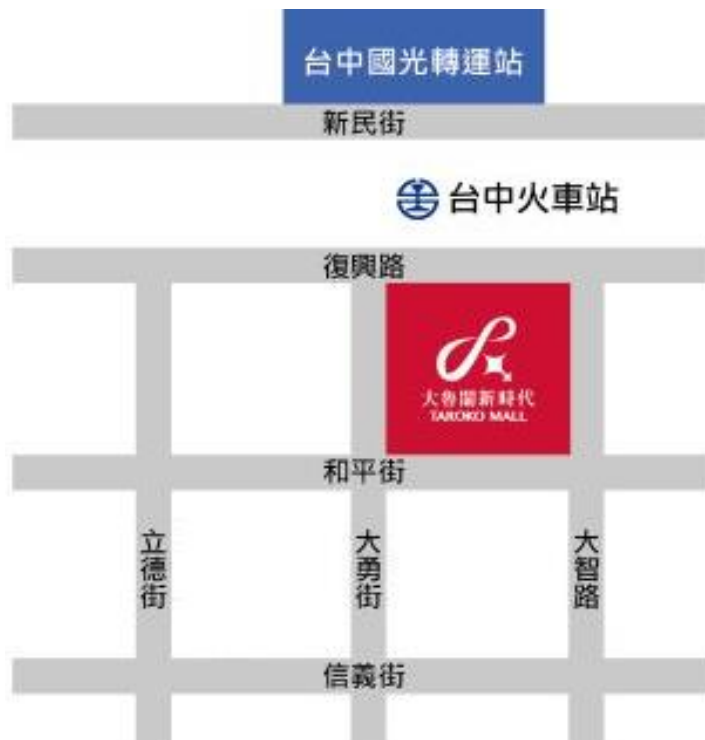 台中國光轉運站
新民街
台中火車站
復興路
大魯閣新時代
TAROKO MALL
和平街
立德街
大勇街
大智路
信義街